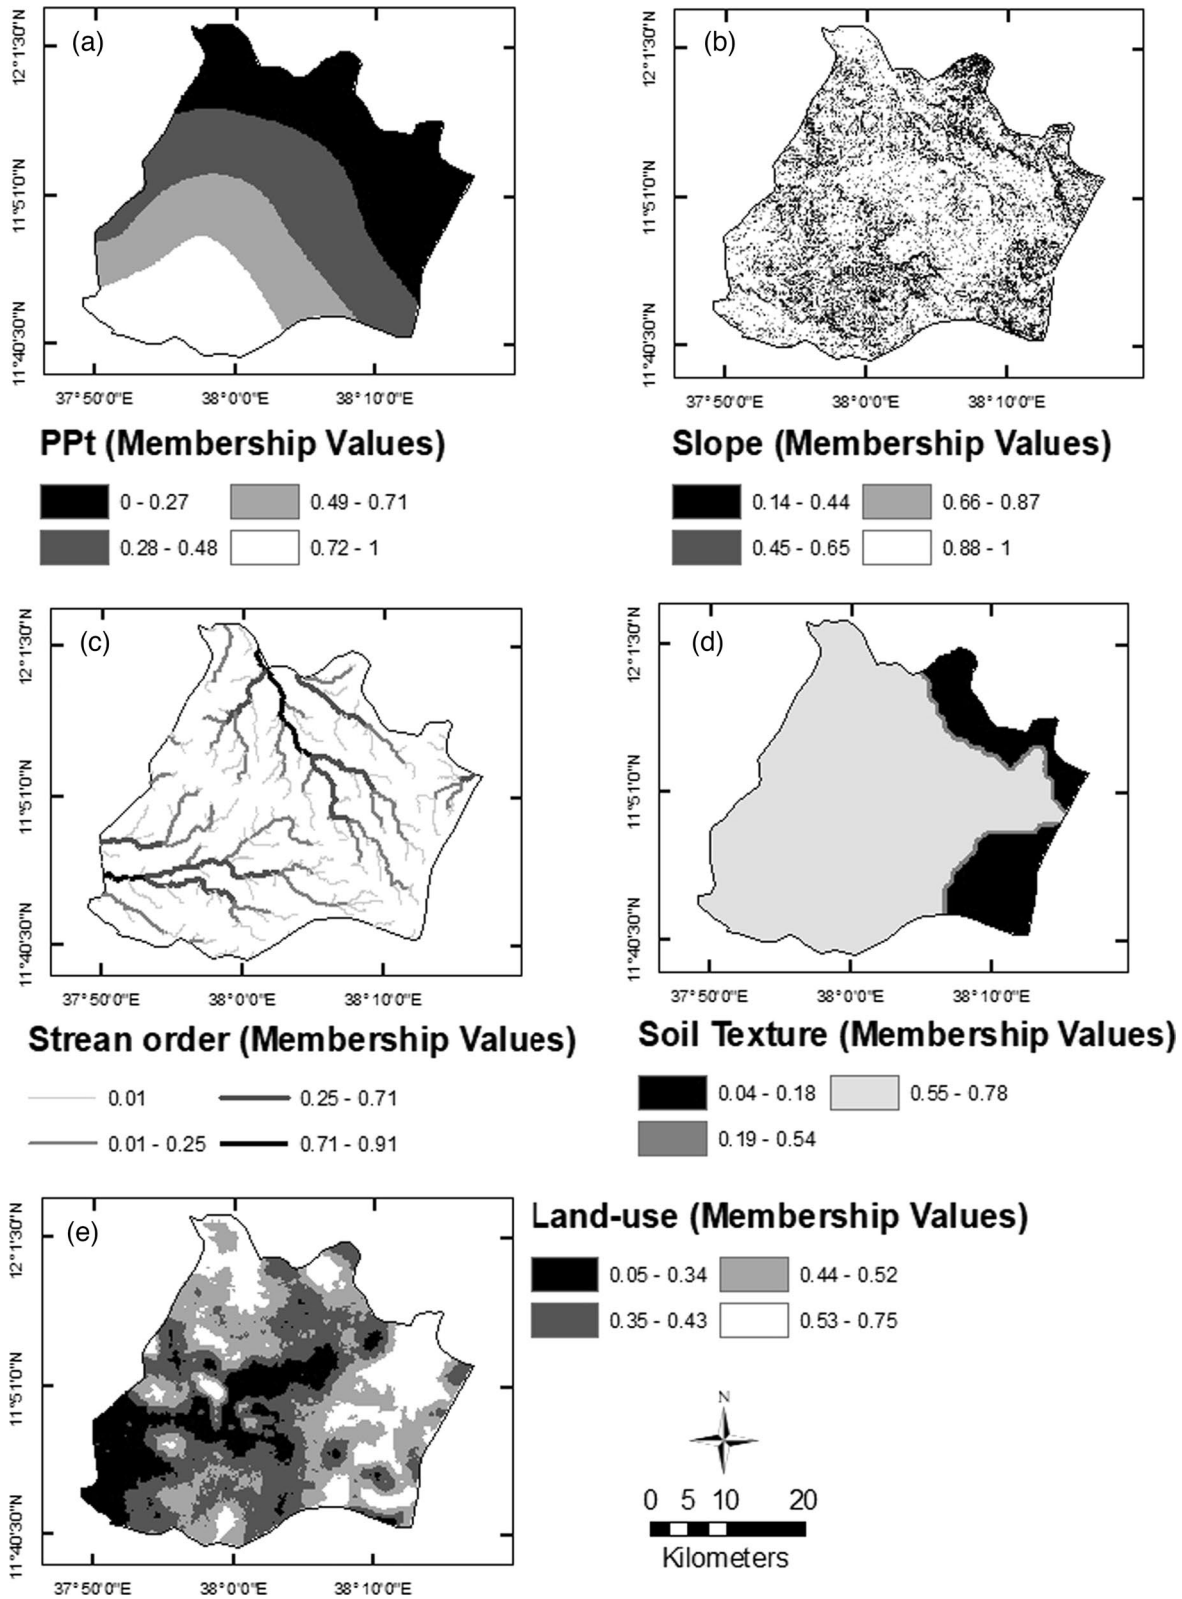 (a)
12°1'30"N
11°51'0"N
11°40'30"N
37°50'0"E
38°0'0"E
38°10'0"E
PPt (Membership Values)
0 - 0.27
0.49 - 0.71
0.28 - 0.48
0.72 - 1
(b)
12°1'30"N
11°51'0"N
11°40'30"N
37°50'0"E
38°0'0"E
38°10'0"E
Slope (Membership Values)
0.14 - 0.44
0.66 - 0.87
0.45 - 0.65
0.88 - 1
(c)
12°1'30"N
11°51'0"N
11°40'30"N
37°50'0"E
38°0'0"E
38°10'0"E
Strean order (Membership Values)
0.01
0.25 - 0.71
0.01 - 0.25
0.71 - 0.91
(d)
12°1'30"N
11°51'0"N
11°40'30"N
37°50'0"E
38°0'0"E
38°10'0"E
Soil Texture (Membership Values)
0.04 - 0.18
0.55 - 0.78
0.19 - 0.54
(e)
12°1'30"N
11°51'0"N
11°40'30"N
37°50'0"E
38°0'0"E
38°10'0"E
Land-use (Membership Values)
0.05 - 0.34
0.44 - 0.52
0.35 - 0.43
0.53 - 0.75
N
0 5 10 20
Kilometers